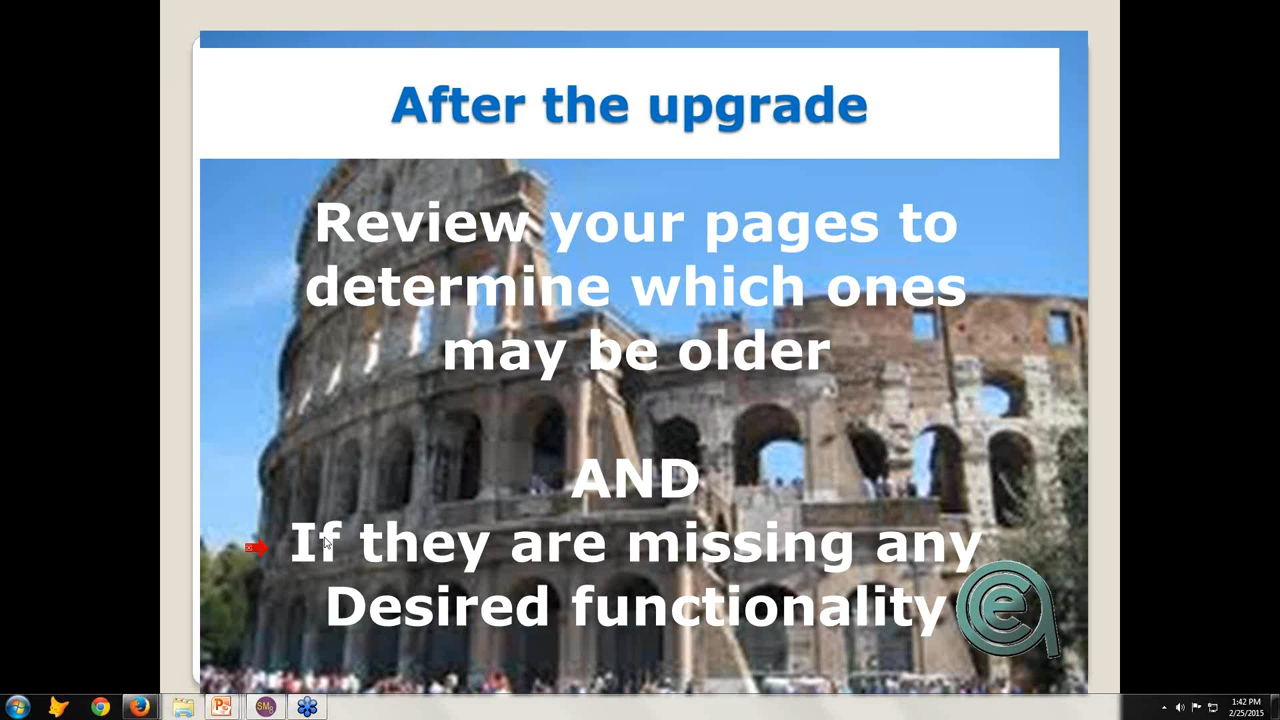 After the upgrade
Review your pages to
determine which ones
may be older
AND
If they are missing any
Desired functionality
1:42 PM
2/25/2015